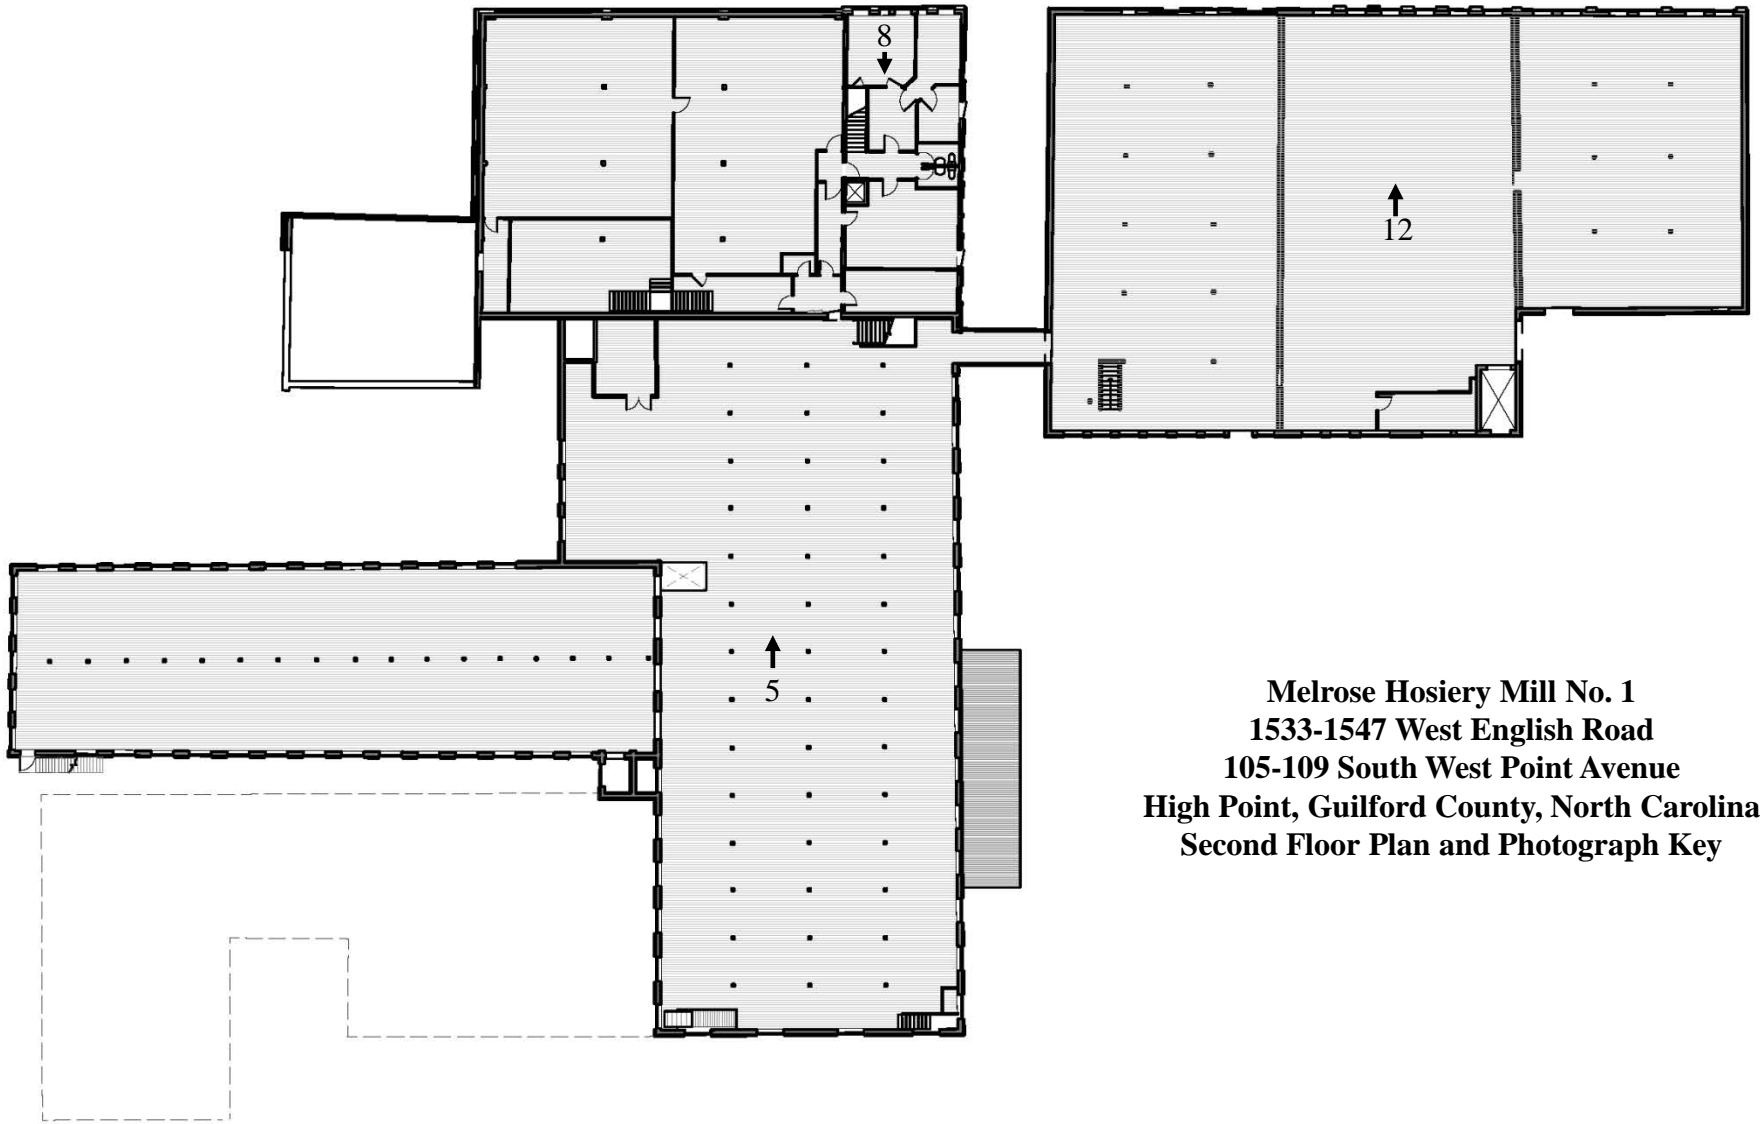 8
12
5
Melrose Hosiery Mill No. 1
1533-1547 West English Road
105-109 South West Point Avenue
High Point, Guilford County, North Carolina
Second Floor Plan and Photograph Key